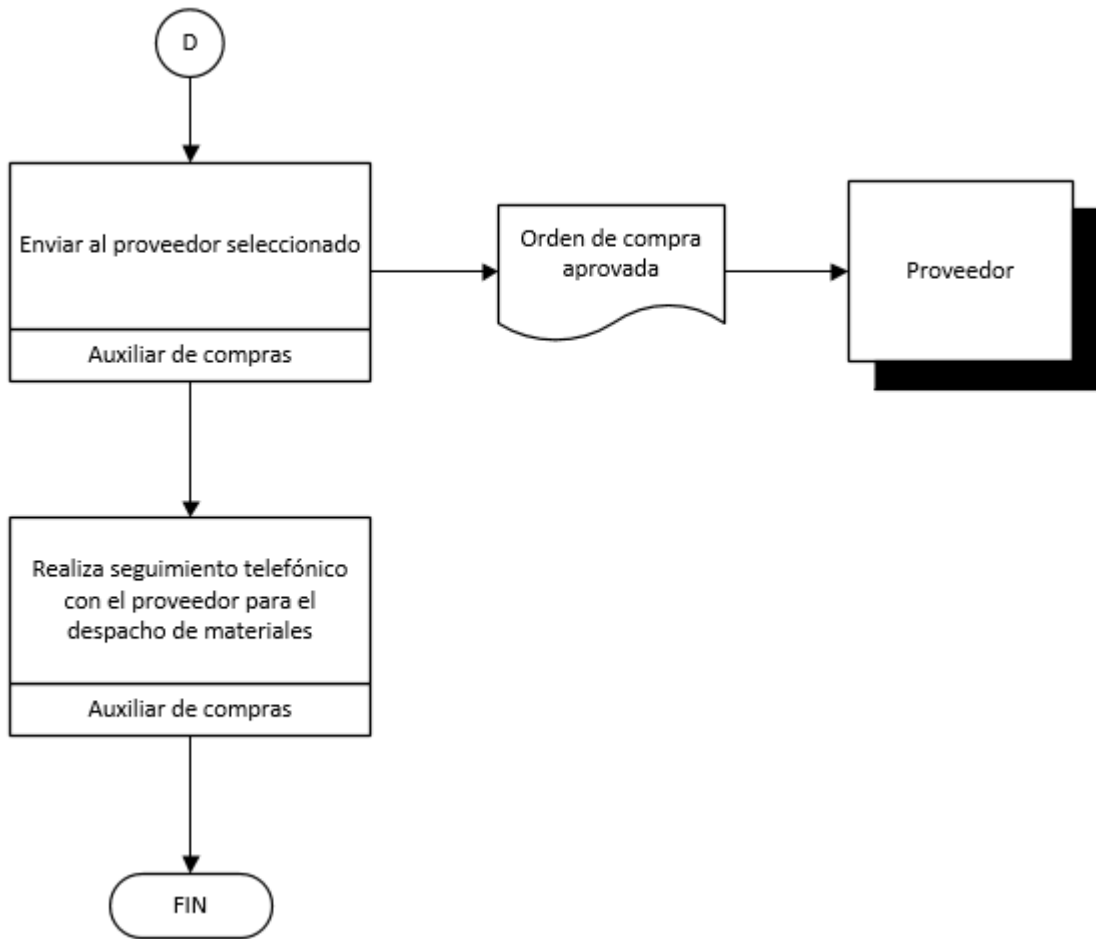 D
Enviar al proveedor seleccionado
Auxiliar de compras
Orden de compra
aprovada
Proveedor
Realiza seguimiento telefónico
con el proveedor para el
despacho de materiales
Auxiliar de compras
FIN